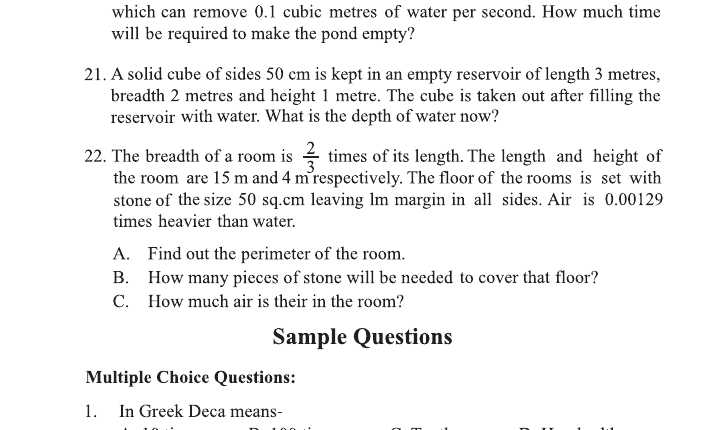 which can remove 0.1 cubic metres of water per second. How much time
will be required to make the pond empty?
21. A solid cube of sides 50 cm is kept in an empty reservoir of length 3 metres,
breadth 2 metres and height 1 metre. The cube is taken out after filling the
reservoir with water. What is the depth of water now?
22. The breadth of a room is 2/3 times of its length. The length and height of
the room are 15 m and 4 m respectively. The floor of the rooms is set with
stone of the size 50 sq.cm leaving lm margin in all sides. Air is 0.00129
times heavier than water.
A. Find out the perimeter of the room.
B. How many pieces of stone will be needed to cover that floor?
C. How much air is their in the room?
Sample Questions
Multiple Choice Questions:
1. In Greek Deca means-